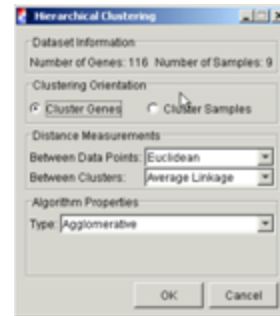 Hierarchical Clustering
Dataset Information
Number of Genes: 116 Number of Samples: 9
Clustering Orientation
Cluster Genes Cluster Samples
Distance Measurements
Between Data Points: Euclidean
Between Clusters: Average Linkage
Algorithm Properties
Type: Agglomerative
OK Cancel